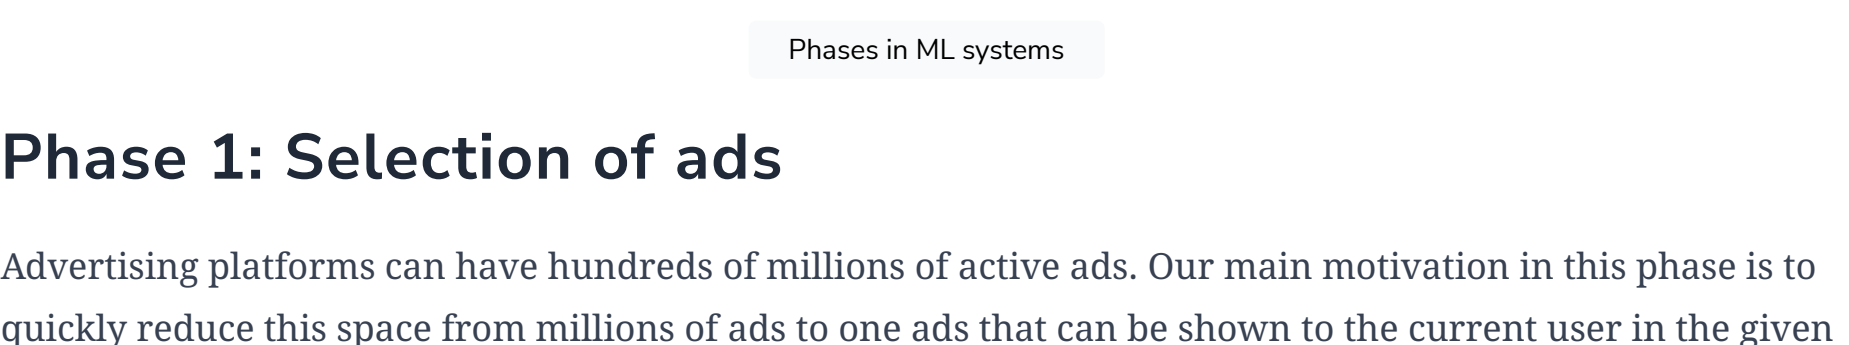 Phases in ML systems
Phase 1: Selection of ads
Advertising platforms can have hundreds of millions of active ads. Our main motivation in this phase is to
quickly reduce this space from millions of ads to one ads that can be shown to the current user in the given